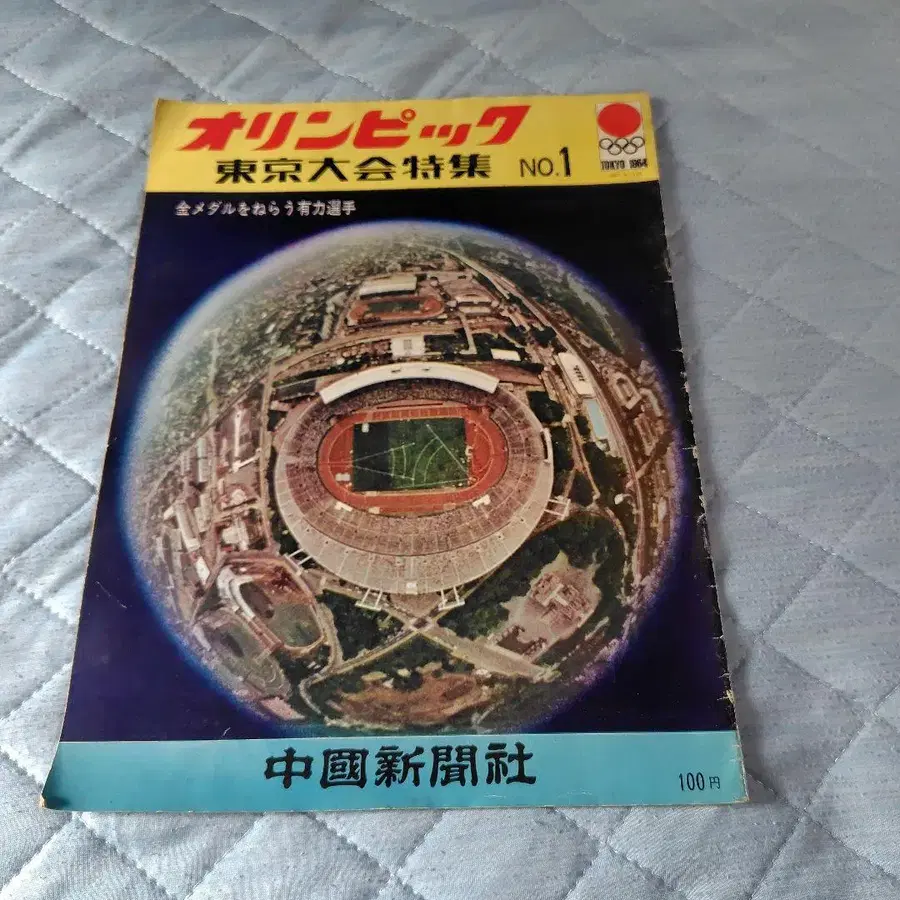 オリンピック
東京大会特集 NO.1
TOKYO 1964
金メダルをねらう有力選手
中國新聞社
100円